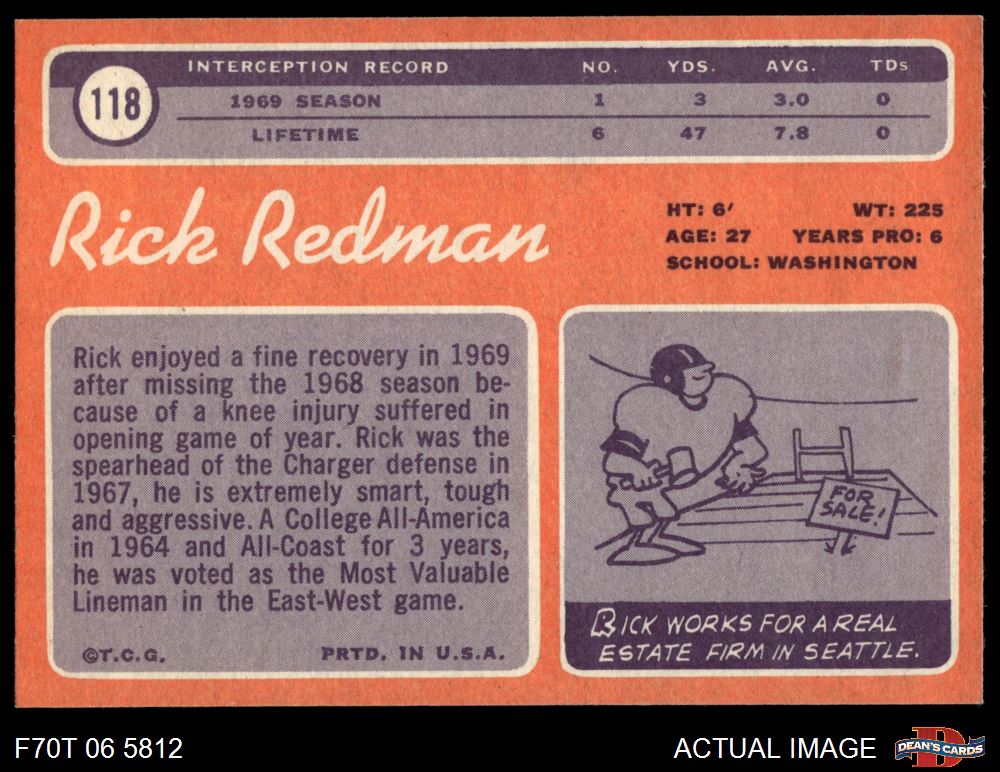 118
INTERCEPTION RECORD NO. YDS. AVG. TDs
1969 SEASON 1 3 3.0 0
LIFETIME 6 47 7.8 0
Rick Redman
HT: 6′ WT: 225
AGE: 27 YEARS PRO: 6
SCHOOL: WASHINGTON
Rick enjoyed a fine recovery in 1969
after missing the 1968 season be-
cause of a knee injury suffered in
opening game of year. Rick was the
spearhead of the Charger defense in
1967, he is extremely smart, tough
and aggressive. A College All-America
in 1964 and All-Coast for 3 years,
he was voted as the Most Valuable
Lineman in the East-West game.
©T.C.G. PRTD. IN U.S.A.
FOR
SALE!
RICK WORKS FOR A REAL
ESTATE FIRM IN SEATTLE.
F70T 06 5812
ACTUAL IMAGE
D
DEAN'S CARDS